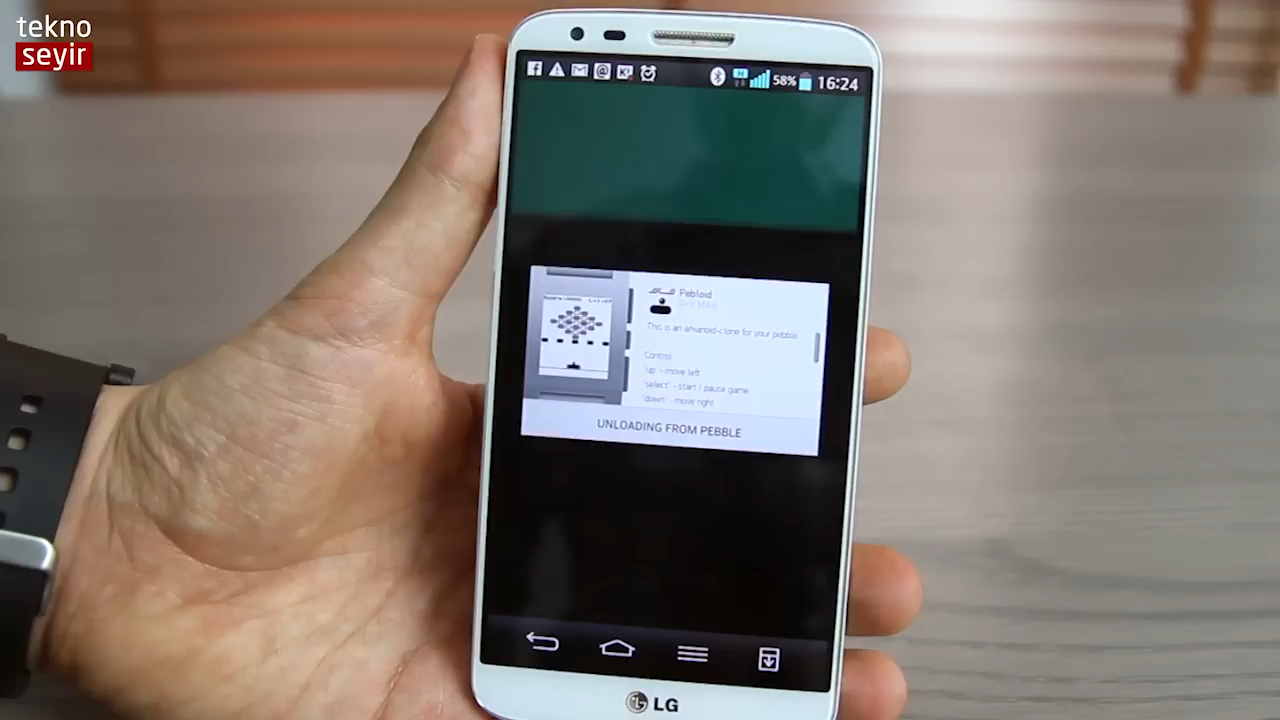 tekno
seyir
58% 16:24
Pebloid
This is an arkanoid-clone for your pebble
Control
'up' - move left
'select' - start / pause game
'down' - move right
UNLOADING FROM PEBBLE
LG